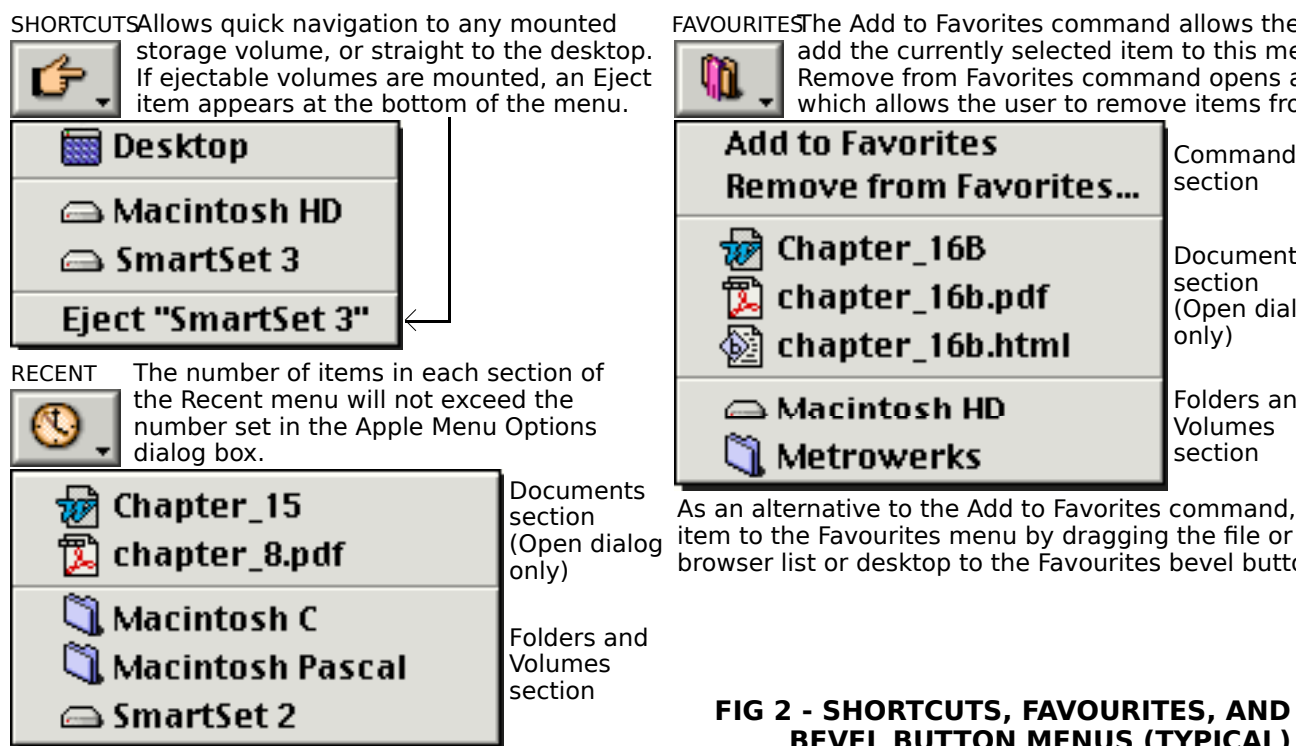 SHORTCUTS
Allows quick navigation to any mounted
storage volume, or straight to the desktop.
If ejectable volumes are mounted, an Eject
item appears at the bottom of the menu.
Desktop
Macintosh HD
SmartSet 3
Eject "SmartSet 3"
RECENT
The number of items in each section of
the Recent menu will not exceed the
number set in the Apple Menu Options
dialog box.
Chapter_15
chapter_8.pdf
Macintosh C
Macintosh Pascal
SmartSet 2
Documents
section
(Open dialog
only)
Folders and
Volumes
section
FAVOURITES
The Add to Favorites command allows the
add the currently selected item to this me
Remove from Favorites command opens a
which allows the user to remove items fro
Add to Favorites
Remove from Favorites...
Chapter_16B
chapter_16b.pdf
chapter_16b.html
Macintosh HD
Metrowerks
Command
section
Document
section
(Open dial
only)
Folders an
Volumes
section
As an alternative to the Add to Favorites command,
item to the Favourites menu by dragging the file or
browser list or desktop to the Favourites bevel butto
FIG 2 - SHORTCUTS, FAVOURITES, AND
BEVEL BUTTON MENUS (TYPICAL)